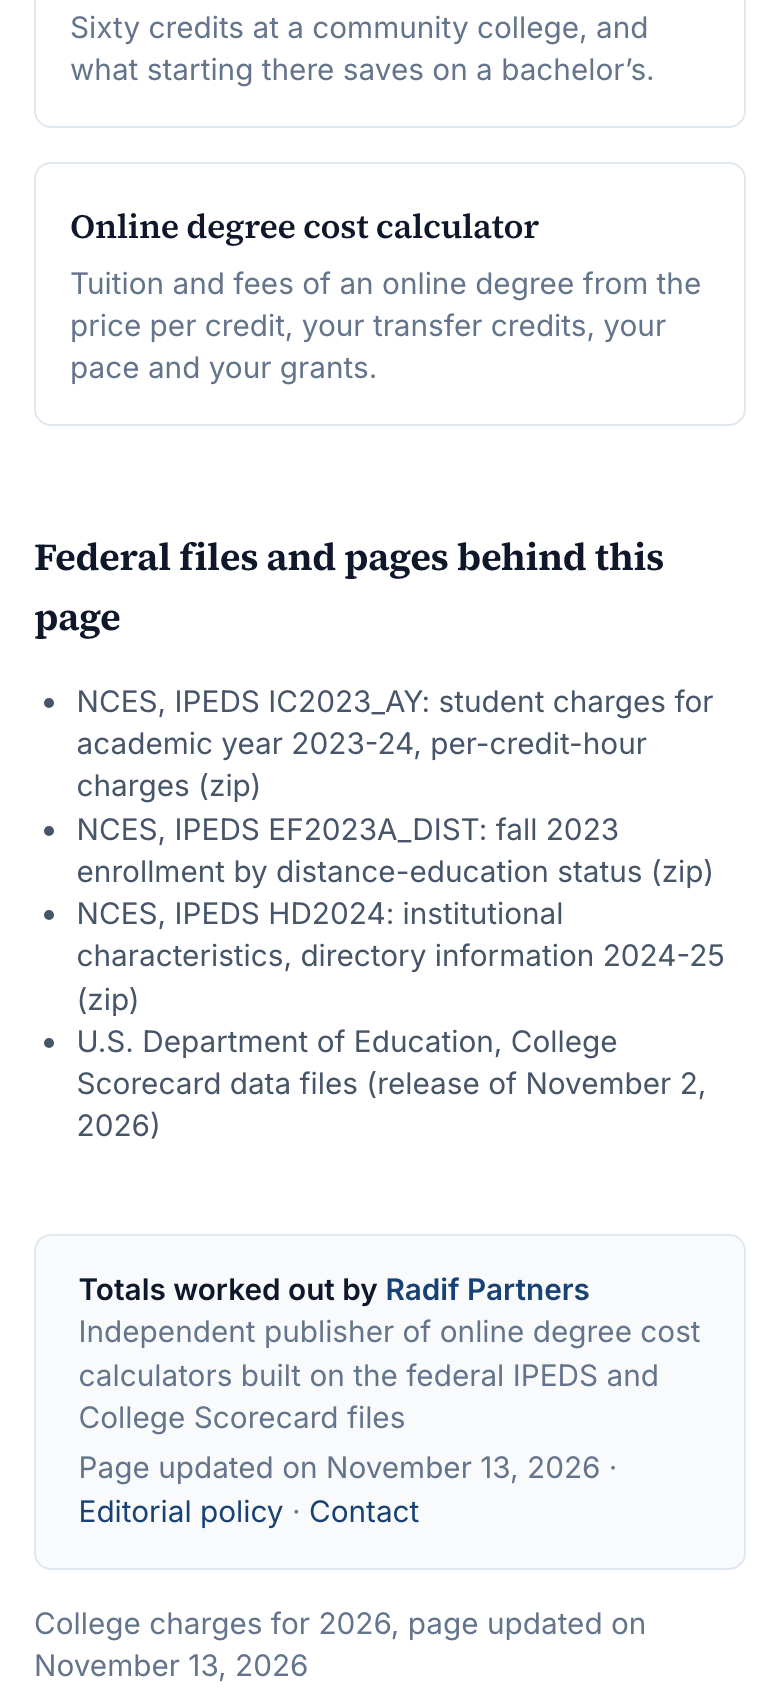 Sixty credits at a community college, and
what starting there saves on a bachelor’s.
Online degree cost calculator
Tuition and fees of an online degree from the
price per credit, your transfer credits, your
pace and your grants.
Federal files and pages behind this
page
• NCES, IPEDS IC2023_AY: student charges for
academic year 2023-24, per-credit-hour
charges (zip)
• NCES, IPEDS EF2023A_DIST: fall 2023
enrollment by distance-education status (zip)
• NCES, IPEDS HD2024: institutional
characteristics, directory information 2024-25
(zip)
• U.S. Department of Education, College
Scorecard data files (release of November 2,
2026)
Totals worked out by Radif Partners
Independent publisher of online degree cost
calculators built on the federal IPEDS and
College Scorecard files
Page updated on November 13, 2026 ·
Editorial policy · Contact
College charges for 2026, page updated on
November 13, 2026